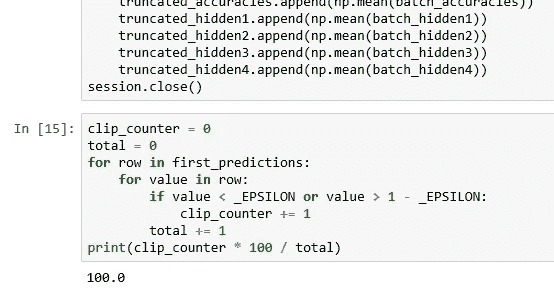 truncated_accuracies.append(np.mean(batch_accuracies))
    truncated_hidden1.append(np.mean(batch_hidden1))
    truncated_hidden2.append(np.mean(batch_hidden2))
    truncated_hidden3.append(np.mean(batch_hidden3))
    truncated_hidden4.append(np.mean(batch_hidden4))
session.close()
In [15]: clip_counter = 0
total = 0
for row in first_predictions:
    for value in row:
        if value < _EPSILON or value > 1 - _EPSILON:
            clip_counter += 1
        total += 1
print(clip_counter * 100 / total)
100.0